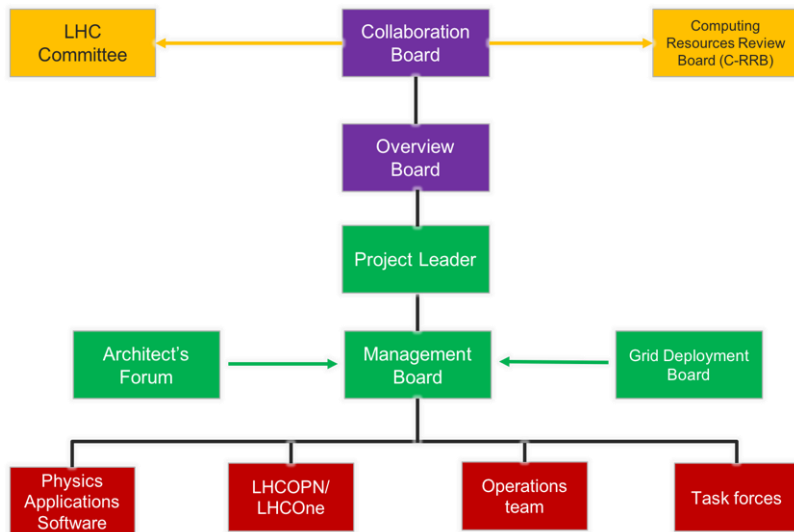 LHC
Committee
Collaboration
Board
Computing
Resources Review
Board (C-RRB)
Overview
Board
Project Leader
Architect's
Forum
Management
Board
Grid Deployment
Board
Physics
Applications
Software
LHCOPN/
LHCOne
Operations
team
Task forces